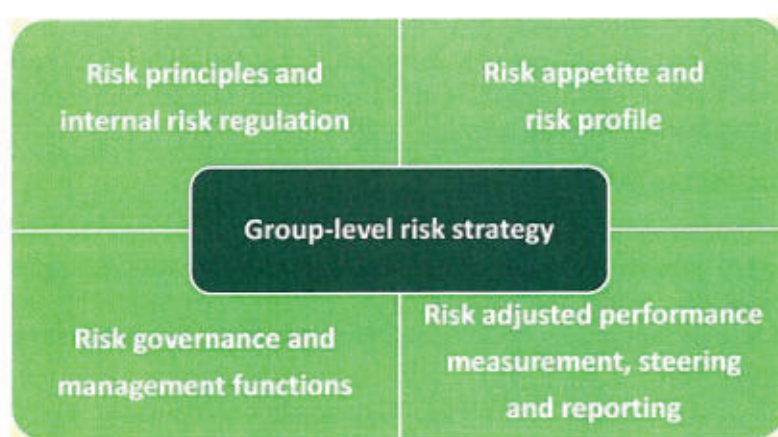 Risk principles and
internal risk regulation
Risk appetite and
risk profile
Group-level risk strategy
Risk governance and
management functions
Risk adjusted performance
measurement, steering
and reporting